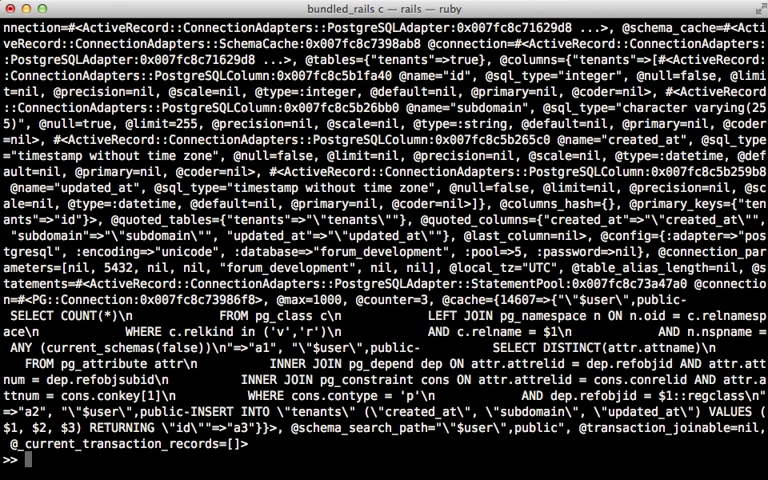 bundled_rails c — rails — ruby
nnection=#<ActiveRecord::ConnectionAdapters::PostgreSQLAdapter:0x007fc8c71629d8 ...>, @schema_cache=#<Acti
veRecord::ConnectionAdapters::SchemaCache:0x007fc8c7398ab8 @connection=#<ActiveRecord::ConnectionAdapters:
:PostgreSQLAdapter:0x007fc8c71629d8 ...>, @tables={"tenants"=>true}, @columns={"tenants"=>[#<ActiveRecord:
:ConnectionAdapters::PostgreSQLColumn:0x007fc8c5b1fa40 @name="id", @sql_type="integer", @null=false, @limi
t=nil, @precision=nil, @scale=nil, @type=:integer, @default=nil, @primary=nil, @coder=nil>, #<ActiveRecord
::ConnectionAdapters::PostgreSQLColumn:0x007fc8c5b26bb0 @name="subdomain", @sql_type="character varying(25
5)", @null=true, @limit=255, @precision=nil, @scale=nil, @type=:string, @default=nil, @primary=nil, @coder
=nil>, #<ActiveRecord::ConnectionAdapters::PostgreSQLColumn:0x007fc8c5b265c0 @name="created_at", @sql_type
="timestamp without time zone", @null=false, @limit=nil, @precision=nil, @scale=nil, @type=:datetime, @def
ault=nil, @primary=nil, @coder=nil>, #<ActiveRecord::ConnectionAdapters::PostgreSQLColumn:0x007fc8c5b259b8
@name="updated_at", @sql_type="timestamp without time zone", @null=false, @limit=nil, @precision=nil, @sc
ale=nil, @type=:datetime, @default=nil, @primary=nil, @coder=nil>]}, @columns_hash={}, @primary_keys={"ten
ants"=>"id"}>, @quoted_tables={"tenants"=>"\"tenants\""}, @quoted_columns={"created_at"=>"\"created_at\"",
"subdomain"=>"\"subdomain\"", "updated_at"=>"\"updated_at\""}, @last_column=nil>, @config={:adapter=>"pos
tgresql", :encoding=>"unicode", :database=>"forum_development", :pool=>5, :password=>nil}, @connection_par
ameters=[nil, 5432, nil, nil, "forum_development", nil, nil], @local_tz="UTC", @table_alias_length=nil, @s
tatements=#<ActiveRecord::ConnectionAdapters::PostgreSQLAdapter::StatementPool:0x007fc8c73a47a0 @connectio
n=#<PG::Connection:0x007fc8c73986f8>, @max=1000, @counter=3, @cache={14607=>{"\"$user\",public-
SELECT COUNT(*)\n            FROM pg_class c\n            LEFT JOIN pg_namespace n ON n.oid = c.relnamesp
ace\n            WHERE c.relkind in ('v','r')\n            AND c.relname = $1\n            AND n.nspname =
ANY (current_schemas(false))\n"=>"a1", "\"$user\",public-          SELECT DISTINCT(attr.attname)\n
FROM pg_attribute attr\n          INNER JOIN pg_depend dep ON attr.attrelid = dep.refobjid AND attr.att
num = dep.refobjsubid\n          INNER JOIN pg_constraint cons ON attr.attrelid = cons.conrelid AND attr.a
ttnum = cons.conkey[1]\n          WHERE cons.contype = 'p'\n            AND dep.refobjid = $1::regclass\n"
=>"a2", "\"$user\",public-INSERT INTO \"tenants\" (\"created_at\", \"subdomain\", \"updated_at\") VALUES (
$1, $2, $3) RETURNING \"id\""=>"a3"}}>, @schema_search_path="\"$user\",public", @transaction_joinable=nil,
@_current_transaction_records=[]>
>>